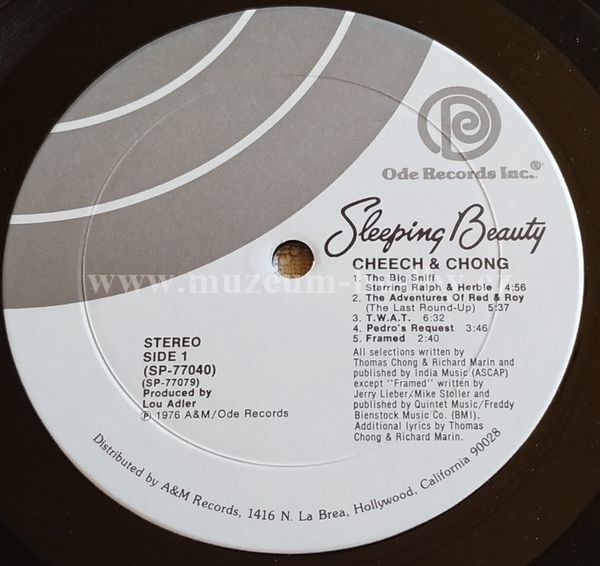 Ode Records Inc.®
Sleeping Beauty
CHEECH & CHONG
1. The Big Sniff
Starring Ralph & Herbie 4:56
2. The Adventures Of Red & Roy
(The Last Round-Up) 5:37
3. T.W.A.T. 6:32
4. Pedro's Request 3:46
5. Framed 2:40
All selections written by
Thomas Chong & Richard Marin and
published by India Music (ASCAP)
except "Framed" written by
Jerry Lieber/Mike Stoller and
published by Quintet Music/Freddy
Bienstock Music Co. (BMI).
Additional lyrics by Thomas
Chong & Richard Marin.
STEREO
SIDE 1
(SP-77040)
(SP-77079)
Produced by
Lou Adler
℗ 1976 A&M/Ode Records
Distributed by A&M Records, 1416 N. La Brea, Hollywood, California 90028